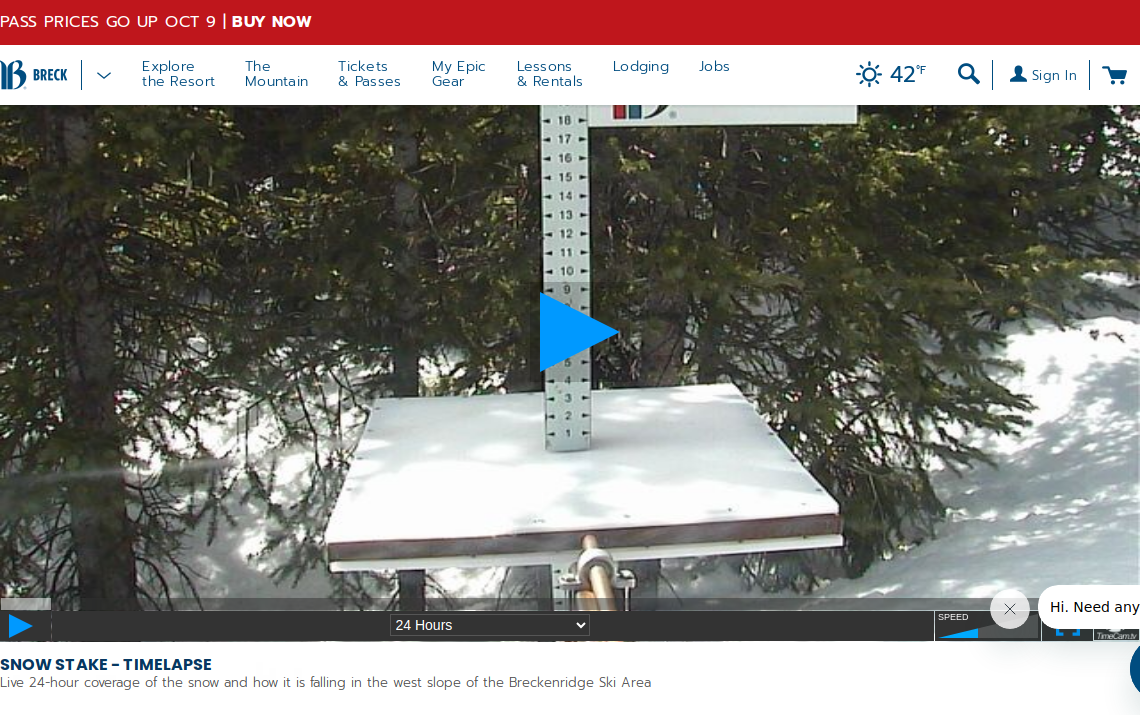 PASS PRICES GO UP OCT 9 | BUY NOW
B BRECK
Explore
the Resort
The
Mountain
Tickets
& Passes
My Epic
Gear
Lessons
& Rentals
Lodging
Jobs
42°F
Sign In
18
17
16
15
14
13
12
11
10
9
5
4
3
2
1
24 Hours
SPEED
Hi. Need any
TimeCam.tv
SNOW STAKE - TIMELAPSE
Live 24-hour coverage of the snow and how it is falling in the west slope of the Breckenridge Ski Area